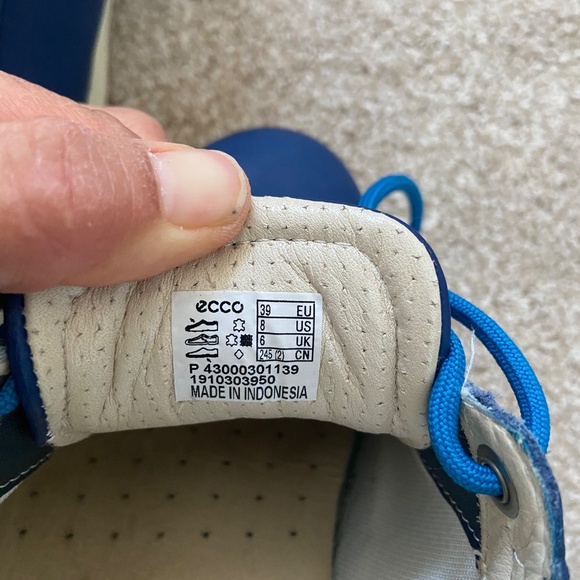 ecco
39 EU
8 US
6 UK
245 (2) CN
P 43000301139
1910303950
MADE IN INDONESIA